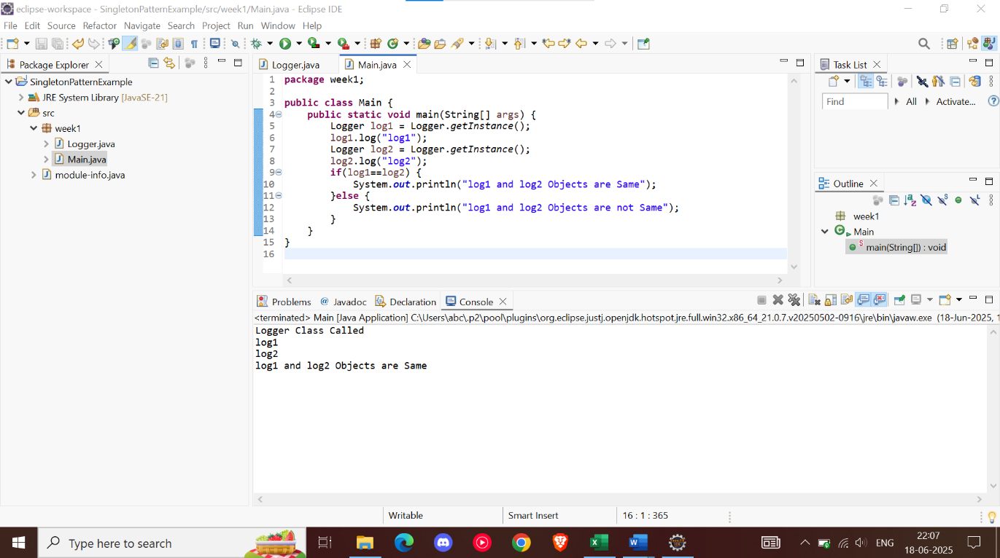 eclipse-workspace - SingletonPatternExample/src/week1/Main.java - Eclipse IDE
File Edit Source Refactor Navigate Search Project Run Window Help
Package Explorer
SingletonPatternExample
JRE System Library [JavaSE-21]
src
week1
Logger.java
Main.java
module-info.java
Logger.java Main.java
1 package week1;
2
3 public class Main {
4 public static void main(String[] args) {
5 Logger log1 = Logger.getInstance();
6 log1.log("log1");
7 Logger log2 = Logger.getInstance();
8 log2.log("log2");
9 if(log1==log2) {
10 System.out.println("log1 and log2 Objects are Same");
11 }else {
12 System.out.println("log1 and log2 Objects are not Same");
13 }
14 }
15 }
16
Task List
Find All Activate...
Outline
week1
Main
main(String[]) : void
Problems Javadoc Declaration Console
<terminated> Main [Java Application] C:\Users\abc\.p2\pool\plugins\org.eclipse.justj.openjdk.hotspot.jre.full.win32.x86_64_21.0.7.v20250502-0916\jre\bin\javaw.exe (18-Jun-2025, 1
Logger Class Called
log1
log2
log1 and log2 Objects are Same
Writable Smart Insert 16 : 1 : 365
Type here to search
ENG
22:07
18-06-2025